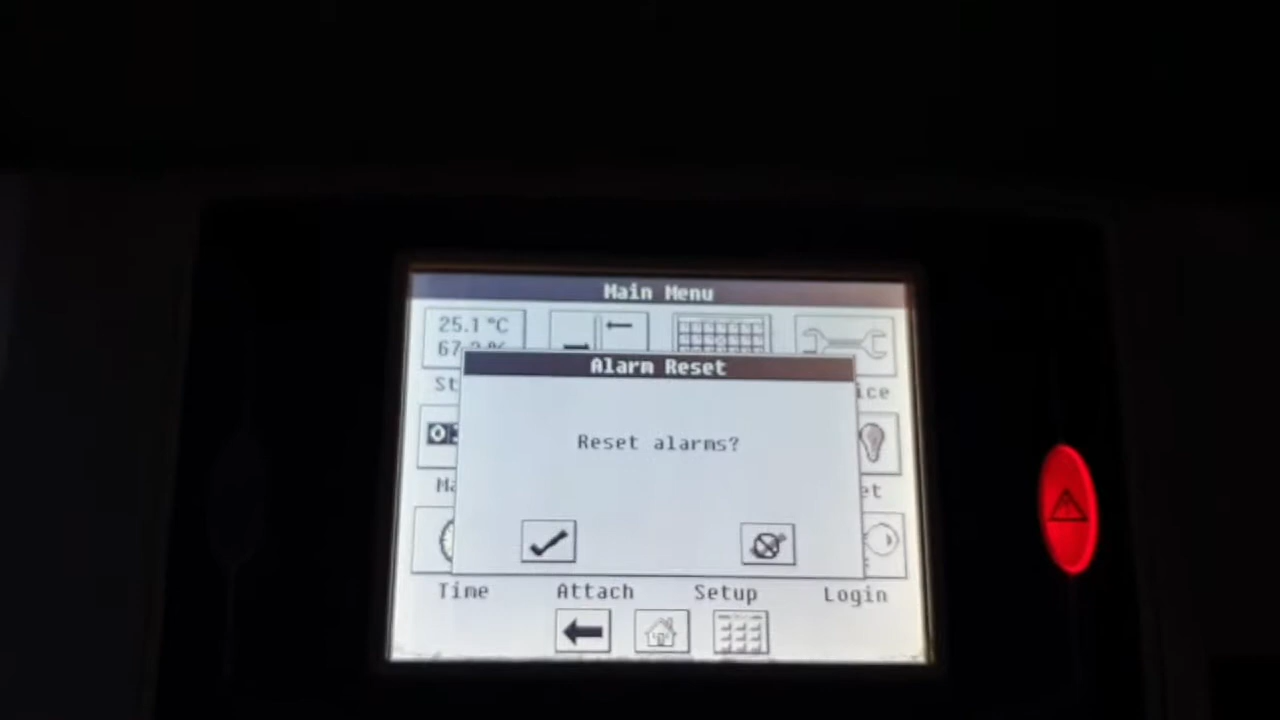 Main Menu
25.1 °C
Alarm Reset
Reset alarms?
Time
Attach
Setup
Login